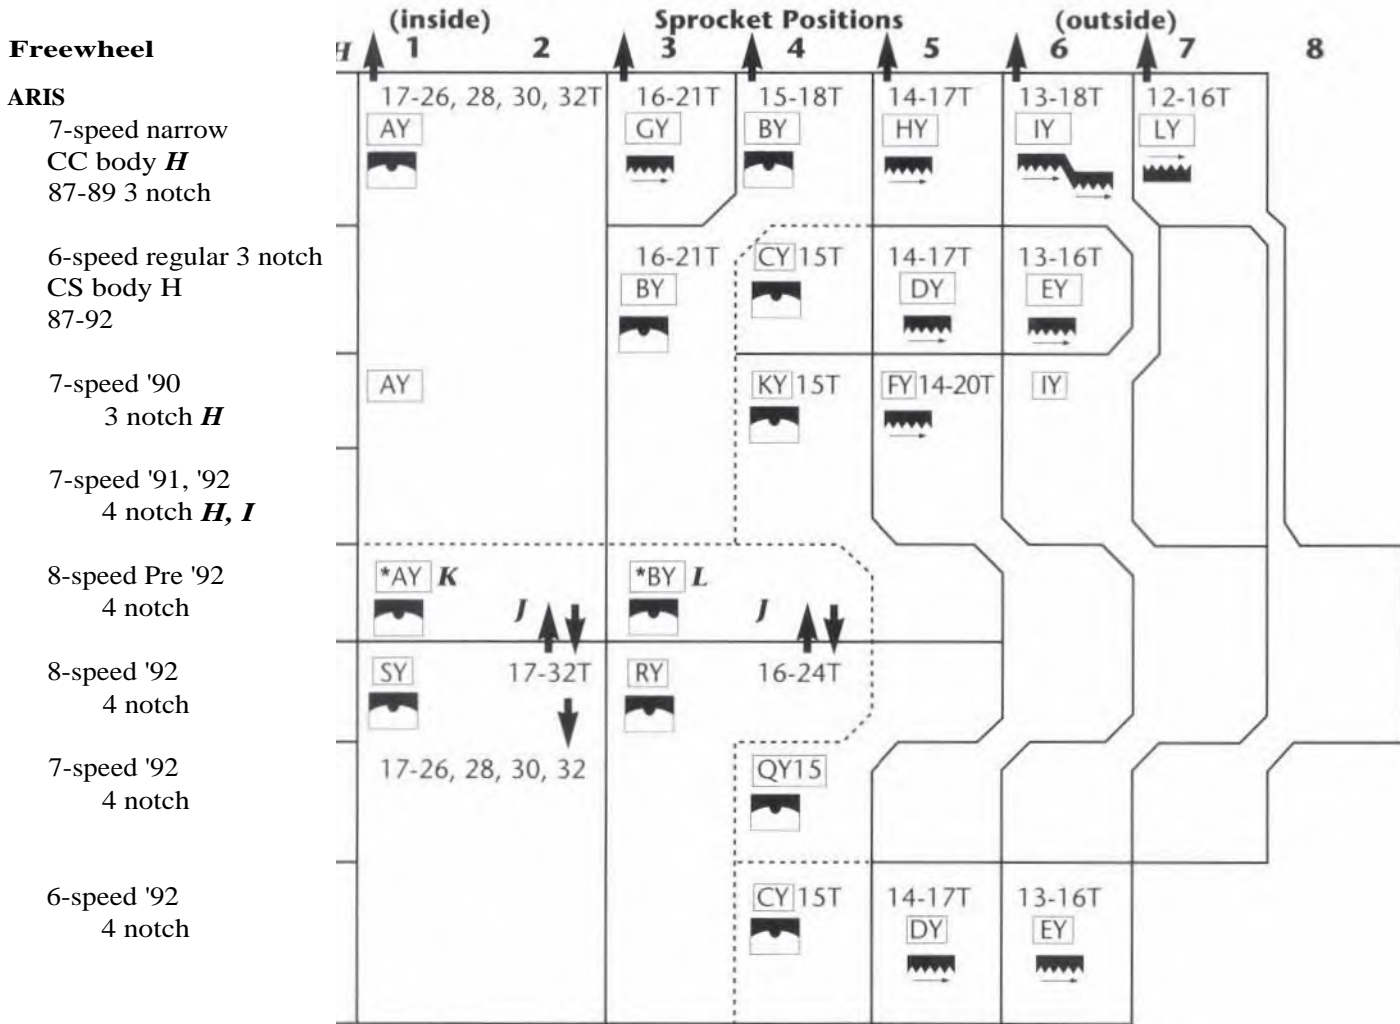 (inside) Sprocket Positions (outside)
Freewheel H 1 2 3 4 5 6 7 8
ARIS 17-26, 28, 30, 32T 16-21T 15-18T 14-17T 13-18T 12-16T
7-speed narrow AY GY BY HY IY LY
CC body H
87-89 3 notch
6-speed regular 3 notch 16-21T CY 15T 14-17T 13-16T
CS body H BY DY EY
87-92
7-speed '90 AY KY 15T FY 14-20T IY
3 notch H
7-speed '91, '92
4 notch H, I
8-speed Pre '92 *AY K *BY L
4 notch J J
8-speed '92 SY 17-32T RY 16-24T
4 notch
7-speed '92 17-26, 28, 30, 32 QY15
4 notch
6-speed '92 CY 15T 14-17T 13-16T
4 notch DY EY